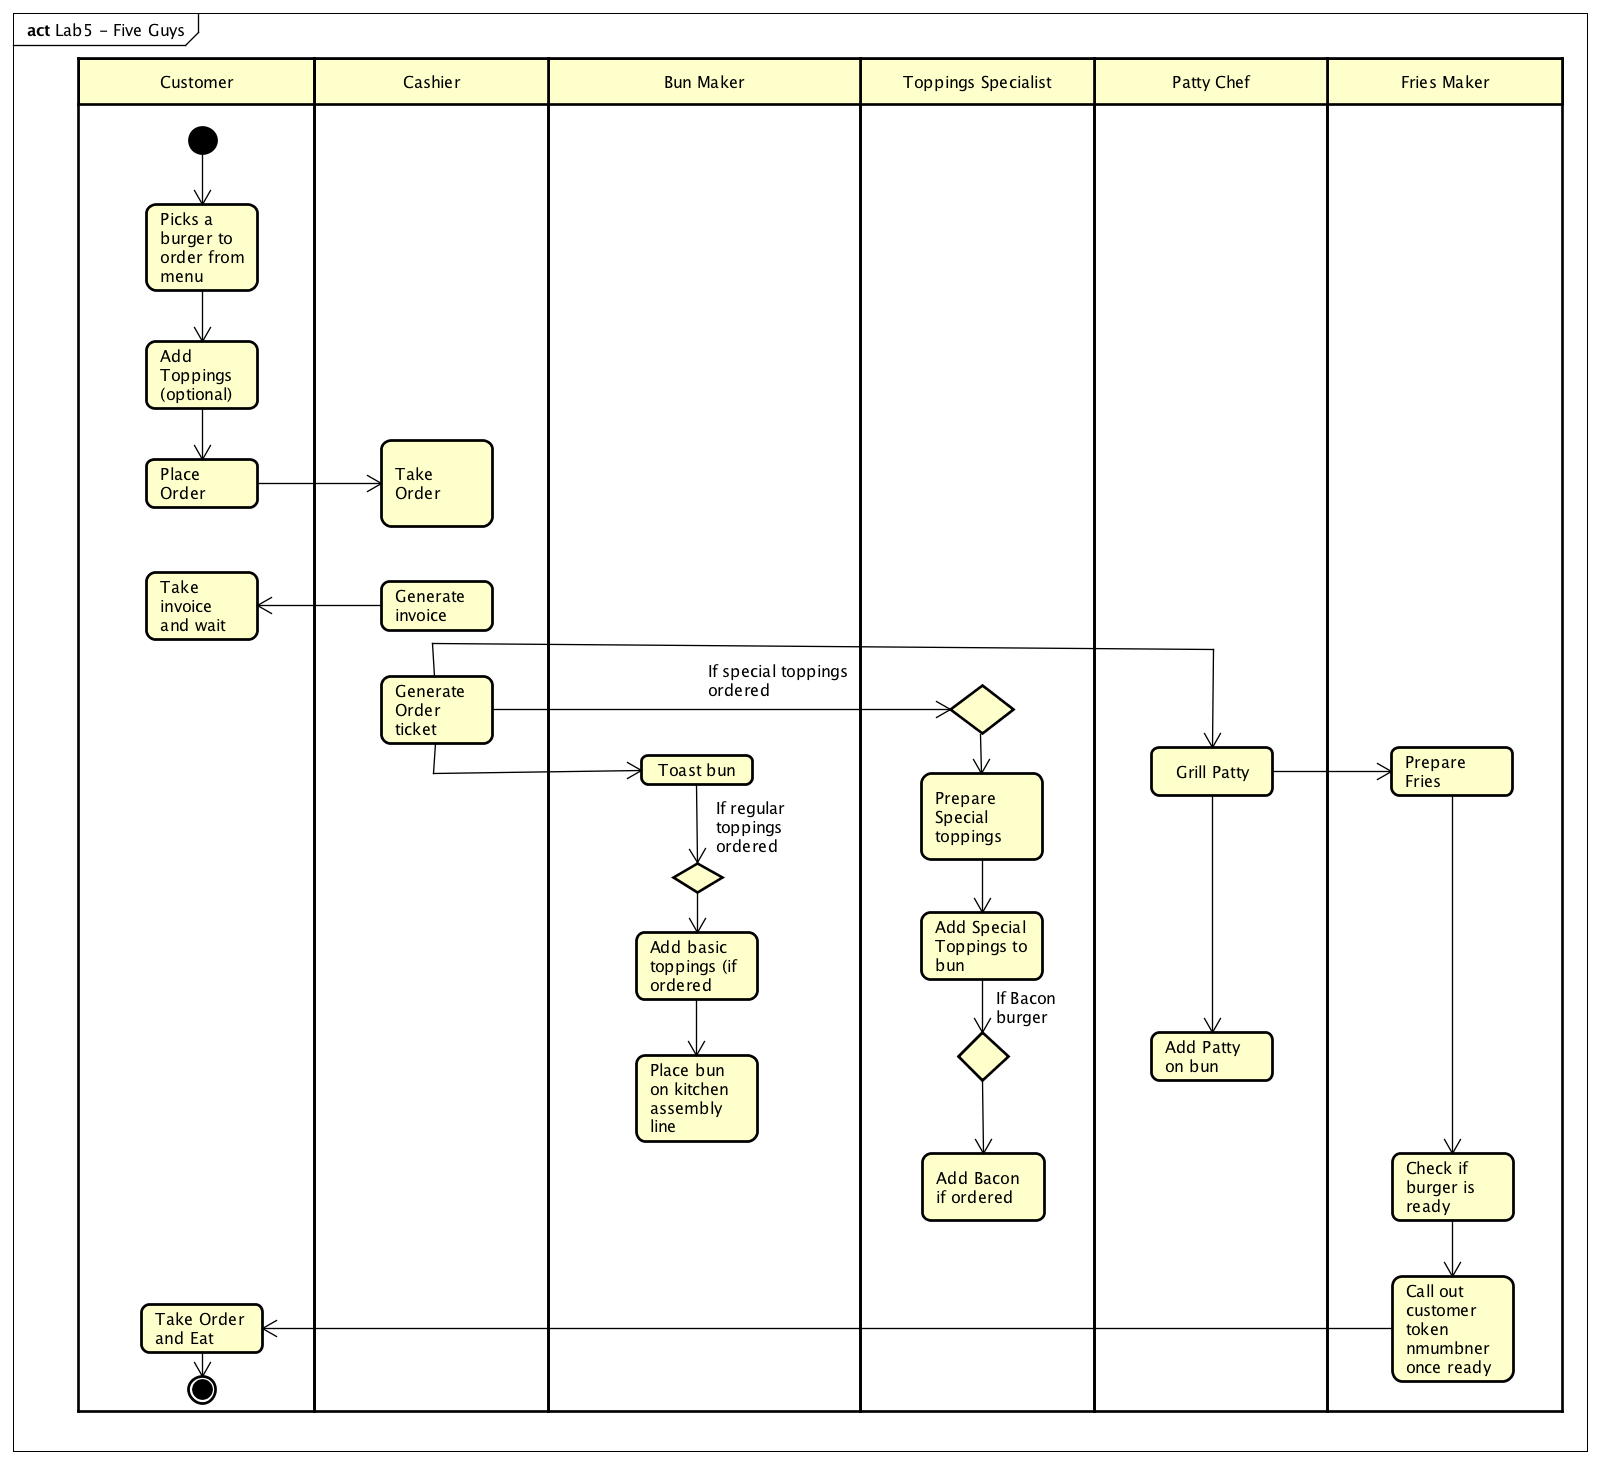 act Lab5 - Five Guys
Customer
Cashier
Bun Maker
Toppings Specialist
Patty Chef
Fries Maker
Picks a
burger to
order from
menu
Add
Toppings
(optional)
Place
Order
Take
Order
Take
invoice
and wait
Generate
invoice
Generate
Order
ticket
If special toppings
ordered
Toast bun
If regular
toppings
ordered
Add basic
toppings (if
ordered
Place bun
on kitchen
assembly
line
Prepare
Special
toppings
Add Special
Toppings to
bun
If Bacon
burger
Add Bacon
if ordered
Grill Patty
Add Patty
on bun
Prepare
Fries
Check if
burger is
ready
Call out
customer
token
nmumbner
once ready
Take Order
and Eat